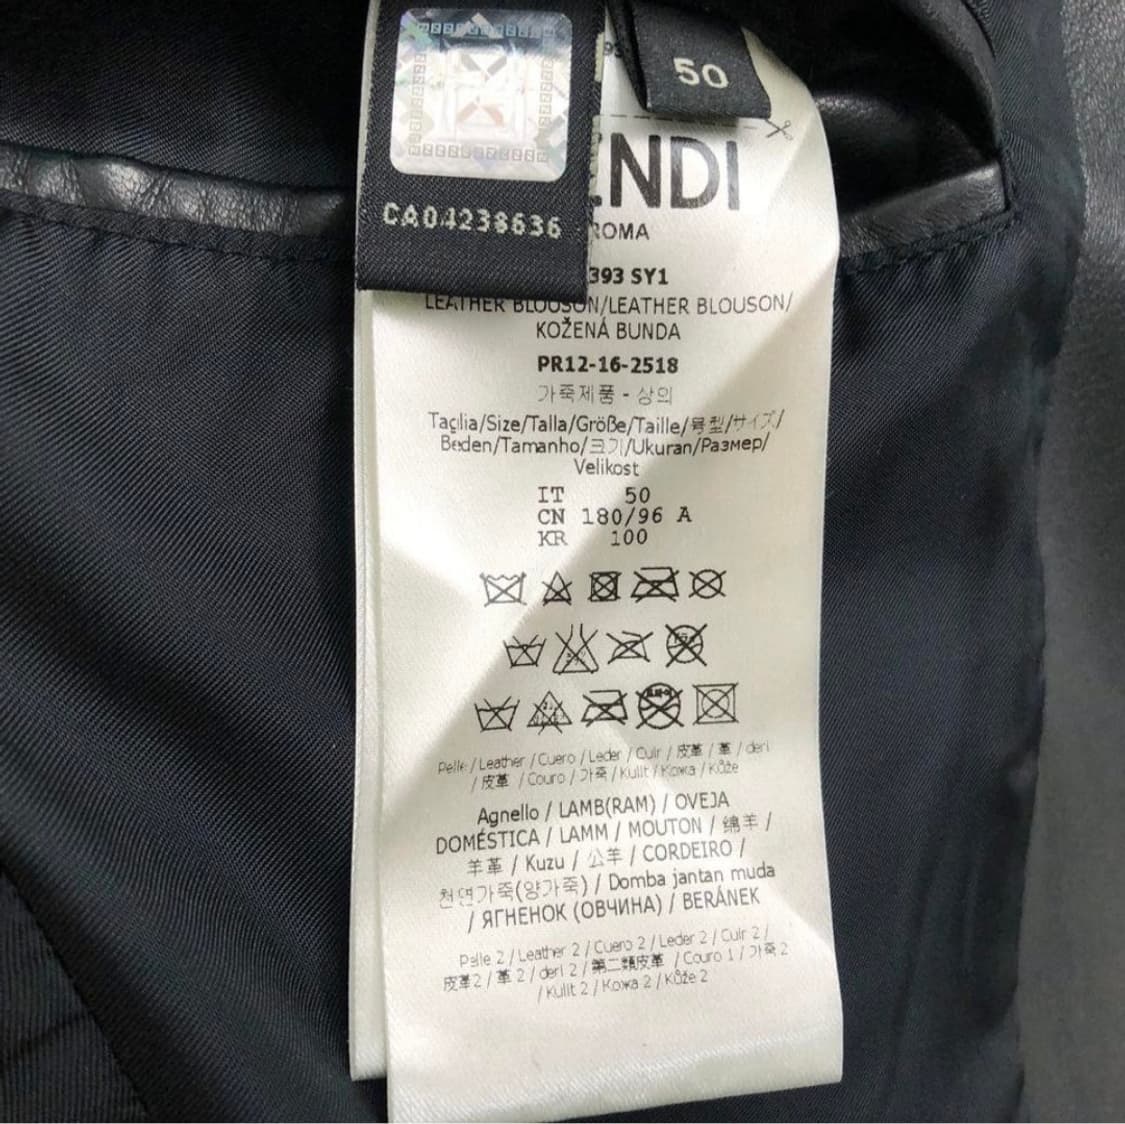 50
CA04238636
ENDI
ROMA
393 SY1
LEATHER BLOUSON/LEATHER BLOUSON/
KOŽENÁ BUNDA
PR12-16-2518
가죽제품 - 상의
Taglia/Size/Talla/Größe/Taille/号型/サイズ/
Beden/Tamanho/크기/Ukuran/Размер/
Velikost
IT 50
CN 180/96 A
KR 100
Pelle / Leather / Cuero / Leder / Cuir / 皮革 / 革 / deri
/ 皮革 / Couro / 가죽 / Kulit / Кожа / Kůže
Agnello / LAMB(RAM) / OVEJA
DOMÉSTICA / LAMM / MOUTON / 绵羊 /
羊革 / Kuzu / 公羊 / CORDEIRO /
천연가죽(양가죽) / Domba jantan muda
/ ЯГНЕНОК (ОВЧИНА) / BERÁNEK
Pelle 2 / Leather 2 / Cuero 2 / Leder 2 / Cuir 2 /
皮革2 / 革 2 / deri 2 / 第二類皮革 / Couro 1 / 가죽 2
/ Kulit 2 / Кожа 2 / Kůže 2